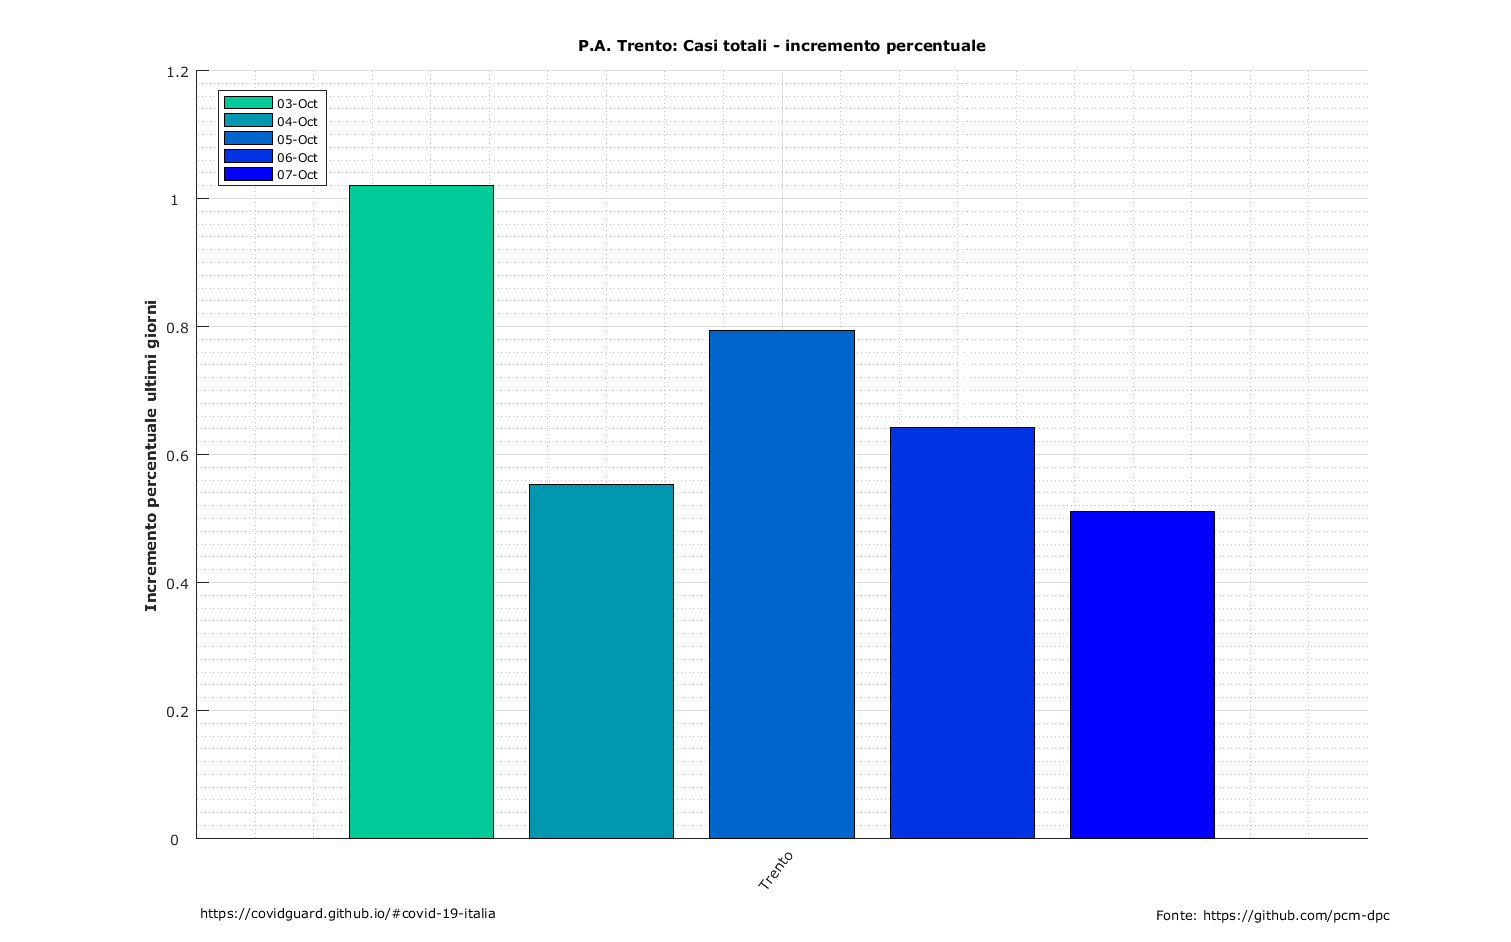 P.A. Trento: Casi totali - incremento percentuale
1.2
1
0.8
0.6
0.4
0.2
0
Incremento percentuale ultimi giorni
03-Oct
04-Oct
05-Oct
06-Oct
07-Oct
Trento
https://covidguard.github.io/#covid-19-italia
Fonte: https://github.com/pcm-dpc